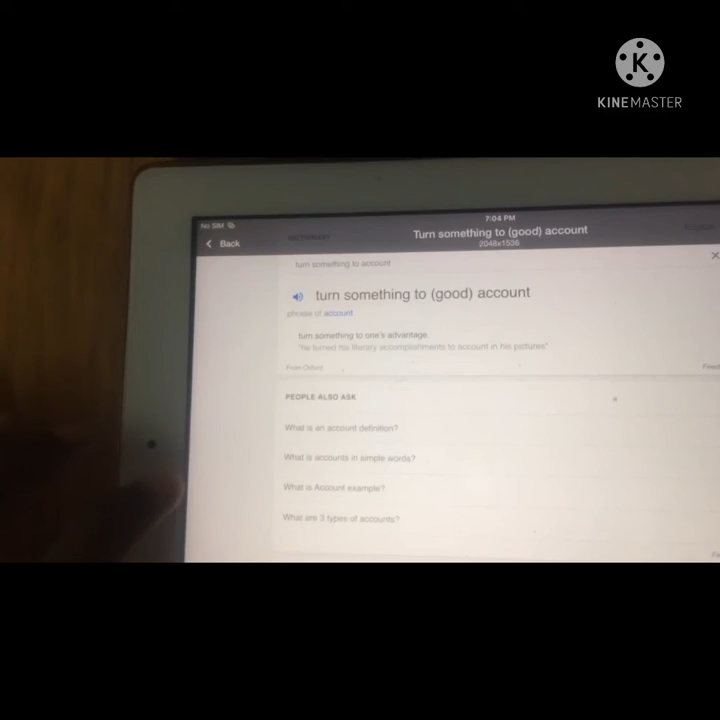 KINEMASTER
7:04 PM
No SIM
Turn something to (good) account
2048x1536
Back
DICTIONARY
turn something to account
turn something to (good) account
phrase of account
turn something to one's advantage.
"he turned his literary accomplishments to account in his pictures"
From Oxford
PEOPLE ALSO ASK
What is an account definition?
What is accounts in simple words?
What is Account example?
What are 3 types of accounts?